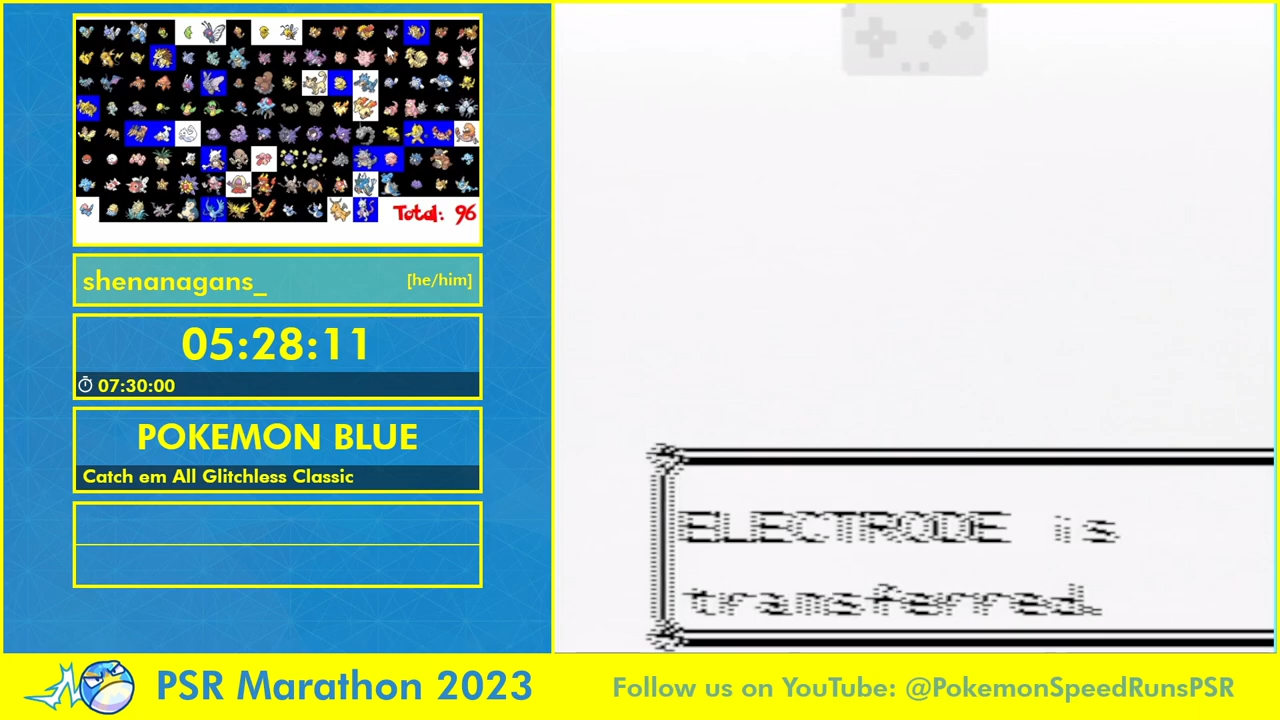 Total: 96
shenanagans_ [he/him]
05:28:11
07:30:00
POKEMON BLUE
Catch em All Glitchless Classic
ELECTRODE is
transferred.
PSR Marathon 2023
Follow us on YouTube: @PokemonSpeedRunsPSR